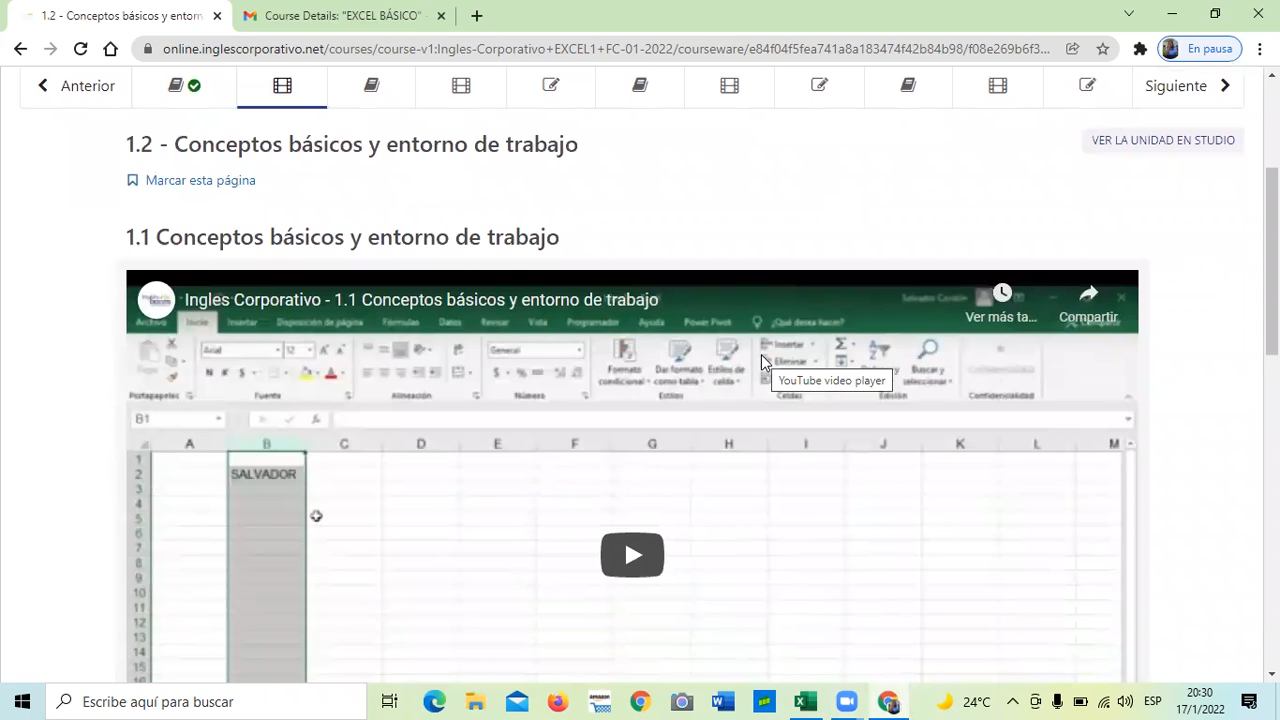 1.2 - Conceptos básicos y entorn
Course Details: "EXCEL BÁSICO" -
online.inglescorporativo.net/courses/course-v1:Ingles-Corporativo+EXCEL1+FC-01-2022/courseware/e84f04f5fea741a8a183474f42b84b98/f08e269b6f3...
En pausa
Anterior
Siguiente
1.2 - Conceptos básicos y entorno de trabajo
VER LA UNIDAD EN STUDIO
Marcar esta página
1.1 Conceptos básicos y entorno de trabajo
Ingles Corporativo - 1.1 Conceptos básicos y entorno de trabajo
Ver más ta...
Compartir
Archivo Inicio Insertar Disposición de página Fórmulas Datos Revisar Vista Programador Ayuda Power Pivot ¿Qué desea hacer?
Arial 12 General Insertar
Eliminar
Formato condicional Dar formato como tabla Estilos de celda Buscar y seleccionar
Portapapeles Fuente Alineación Número Estilos Celdas Edición Confidencialidad
YouTube video player
B1
A B C D E F G H I J K L M
1
2 SALVADOR
3
4
5
6
7
8
9
10
11
12
13
14
15
Escribe aquí para buscar
24°C
ESP
20:30
17/1/2022